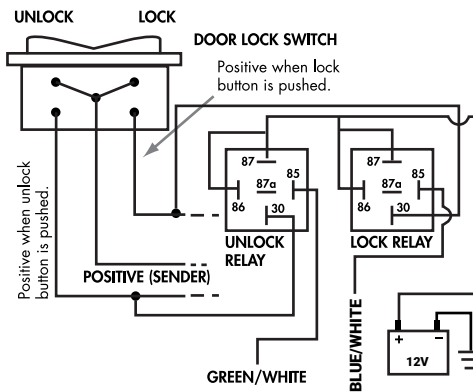 UNLOCK LOCK
DOOR LOCK SWITCH
Positive when lock
button is pushed.
Positive when unlock
button is pushed.
87
87a
85
86
30
UNLOCK
RELAY
87
87a
85
86
30
LOCK RELAY
POSITIVE (SENDER)
GREEN/WHITE
BLUE/WHITE
+ −
12V